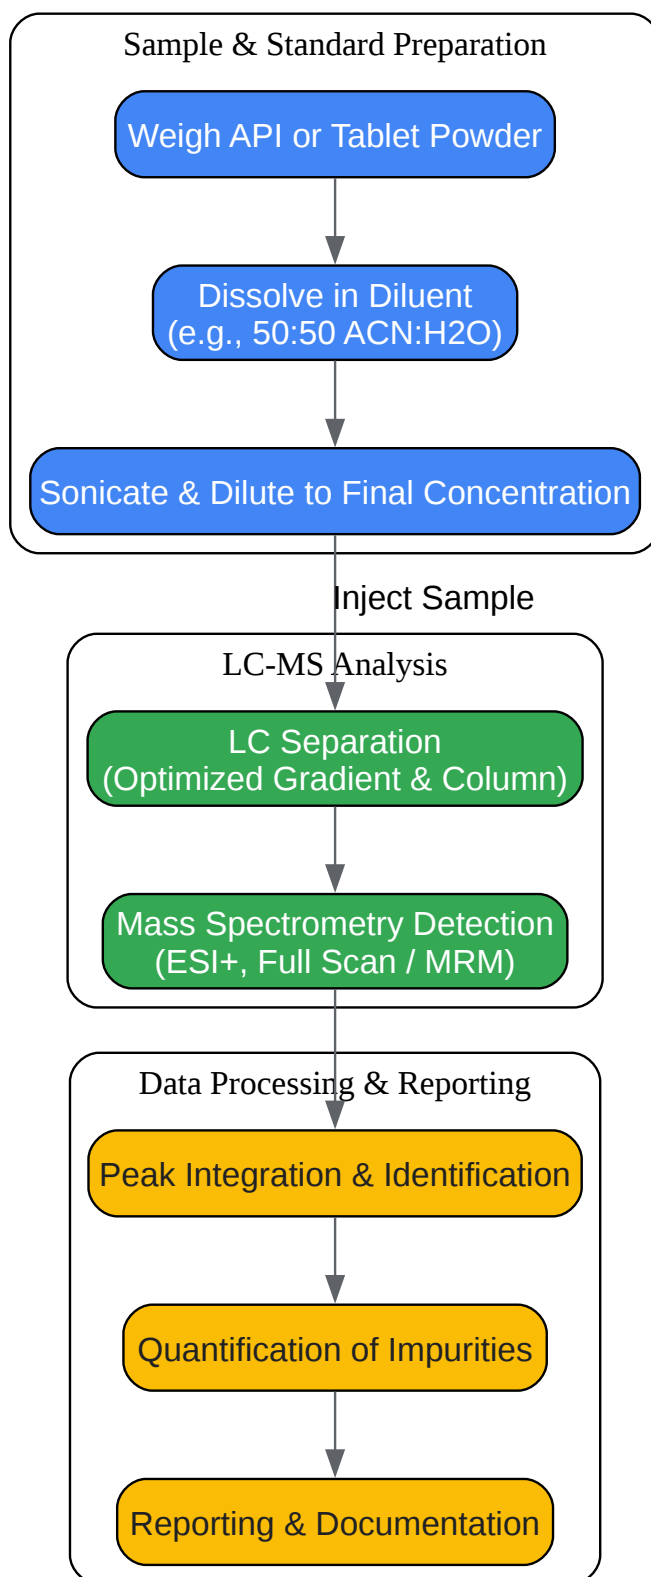 Sample & Standard Preparation
Weigh API or Tablet Powder
Dissolve in Diluent
(e.g., 50:50 ACN:H2O)
Sonicate & Dilute to Final Concentration
Inject Sample
LC-MS Analysis
LC Separation
(Optimized Gradient & Column)
Mass Spectrometry Detection
(ESI+, Full Scan / MRM)
Data Processing & Reporting
Peak Integration & Identification
Quantification of Impurities
Reporting & Documentation